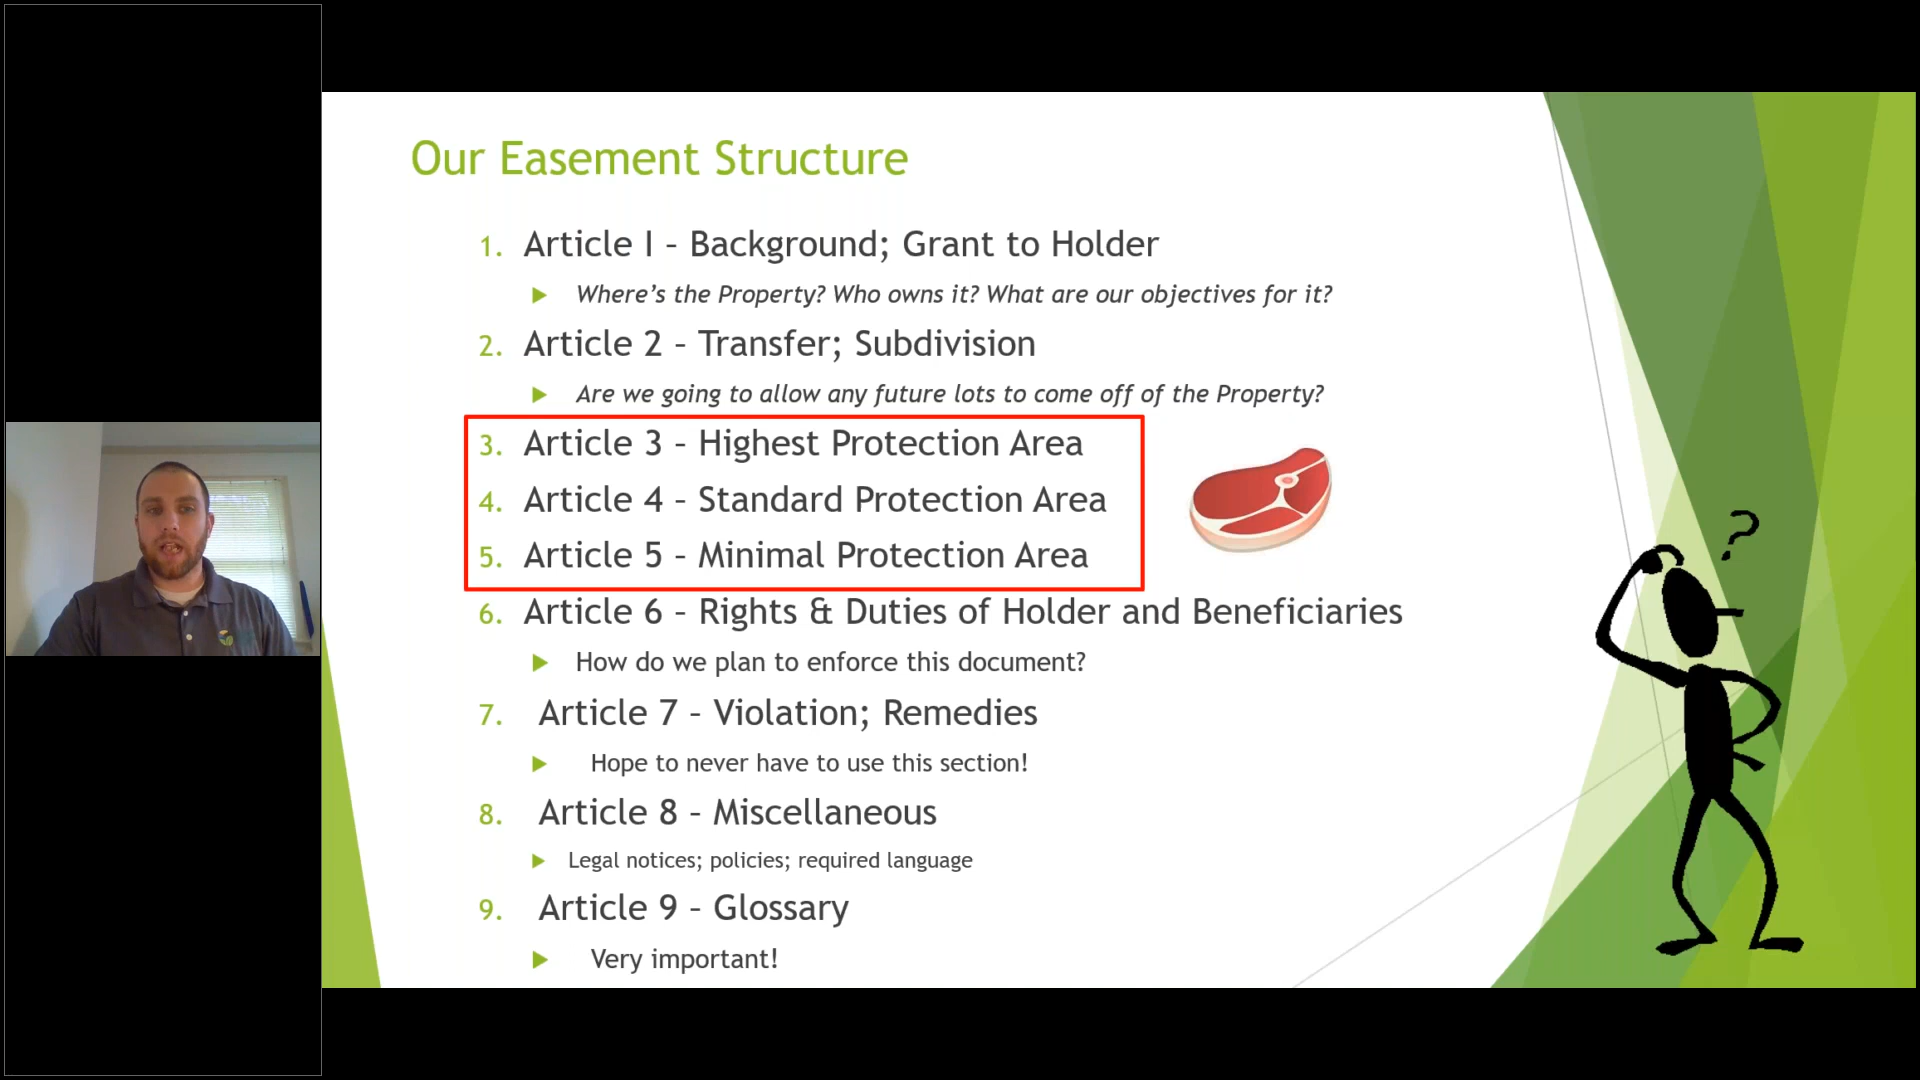 Our Easement Structure
1. Article I – Background; Grant to Holder
Where's the Property? Who owns it? What are our objectives for it?
2. Article 2 – Transfer; Subdivision
Are we going to allow any future lots to come off of the Property?
3. Article 3 – Highest Protection Area
4. Article 4 – Standard Protection Area
5. Article 5 – Minimal Protection Area
6. Article 6 – Rights & Duties of Holder and Beneficiaries
How do we plan to enforce this document?
7. Article 7 – Violation; Remedies
Hope to never have to use this section!
8. Article 8 – Miscellaneous
Legal notices; policies; required language
9. Article 9 – Glossary
Very important!
?